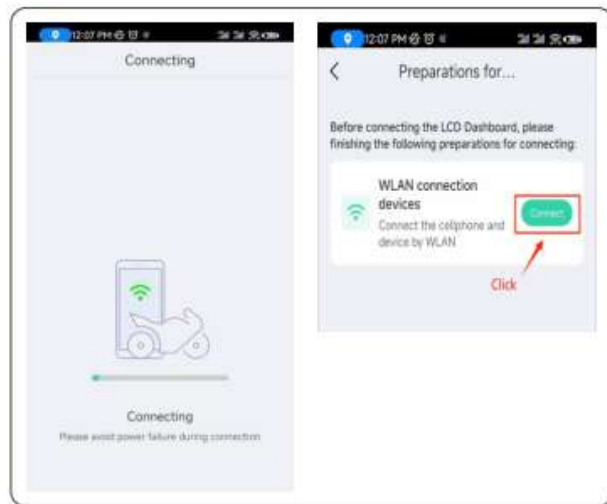 12:07 PM
Connecting
Connecting
Please avoid power failure during connection
12:07 PM
Preparations for...
Before connecting the LCD Dashboard, please
finishing the following preparations for connecting:
WLAN connection
devices
Connect the cellphone and
device by WLAN
Connect
Click